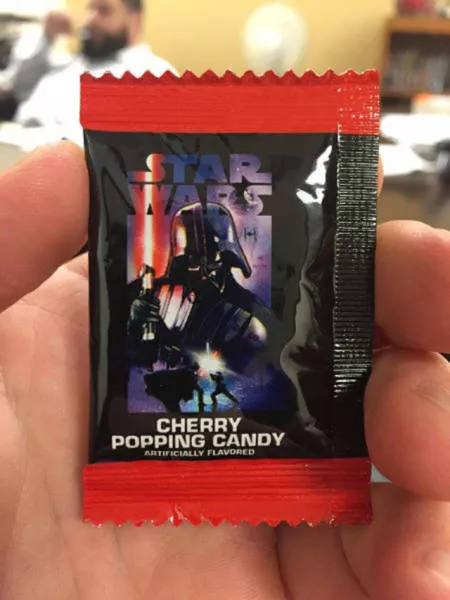 STAR
WARS
CHERRY
POPPING CANDY
ARTIFICIALLY FLAVORED